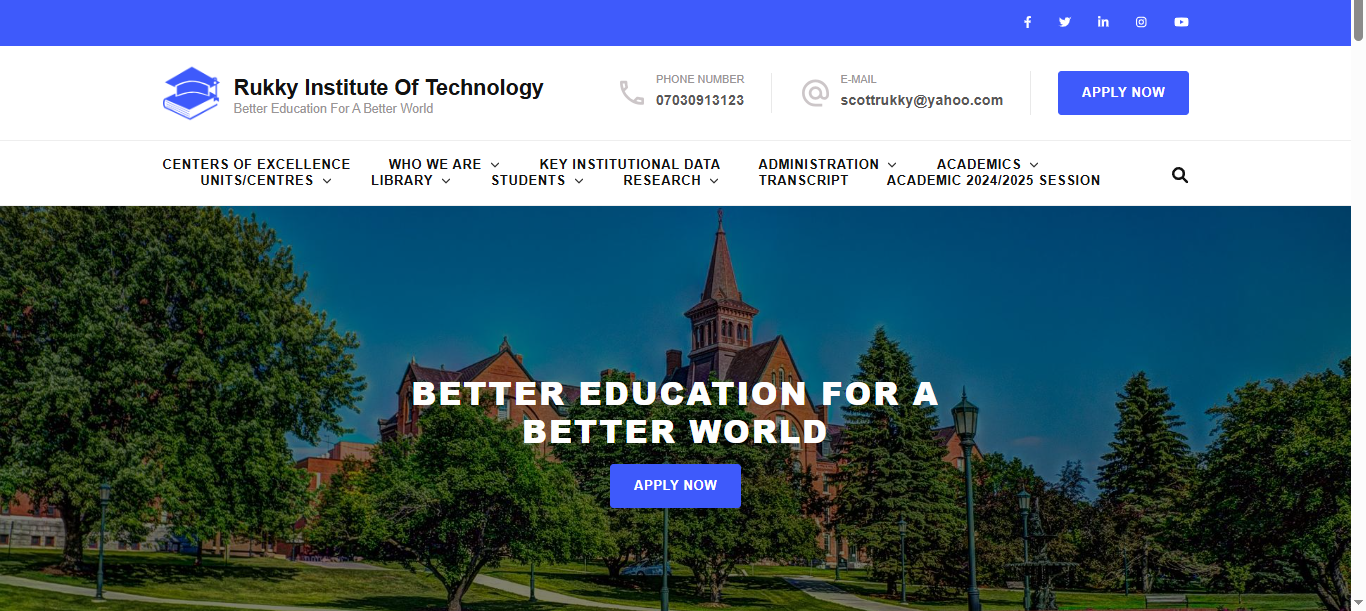 Rukky Institute Of Technology
Better Education For A Better World
PHONE NUMBER
07030913123
E-MAIL
scottrukky@yahoo.com
APPLY NOW
CENTERS OF EXCELLENCE WHO WE ARE KEY INSTITUTIONAL DATA ADMINISTRATION ACADEMICS
UNITS/CENTRES LIBRARY STUDENTS RESEARCH TRANSCRIPT ACADEMIC 2024/2025 SESSION
BETTER EDUCATION FOR A
BETTER WORLD
APPLY NOW